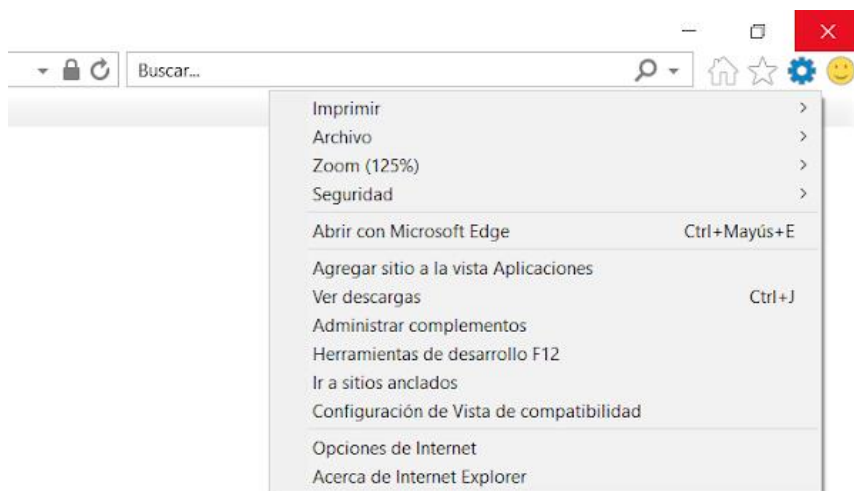 Buscar...
Imprimir
Archivo
Zoom (125%)
Seguridad
Abrir con Microsoft Edge Ctrl+Mayús+E
Agregar sitio a la vista Aplicaciones
Ver descargas Ctrl+J
Administrar complementos
Herramientas de desarrollo F12
Ir a sitios anclados
Configuración de Vista de compatibilidad
Opciones de Internet
Acerca de Internet Explorer